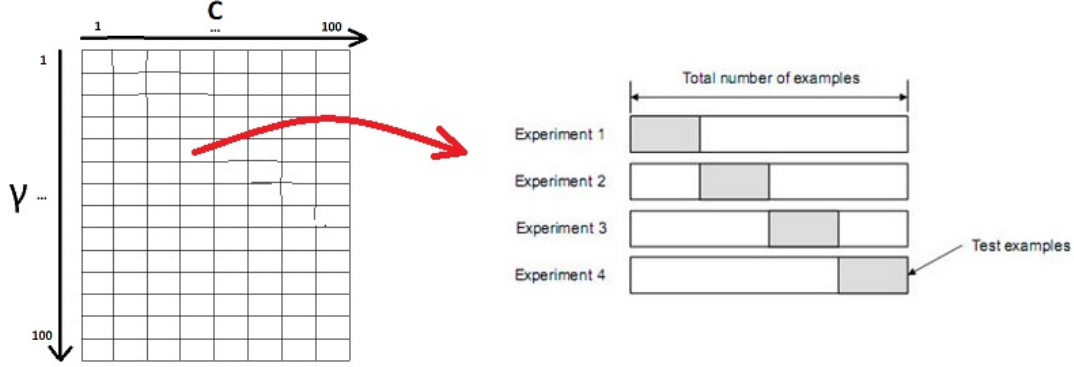 C
1 ... 100
1
γ ...
100
Total number of examples
Experiment 1
Experiment 2
Experiment 3
Experiment 4
Test examples